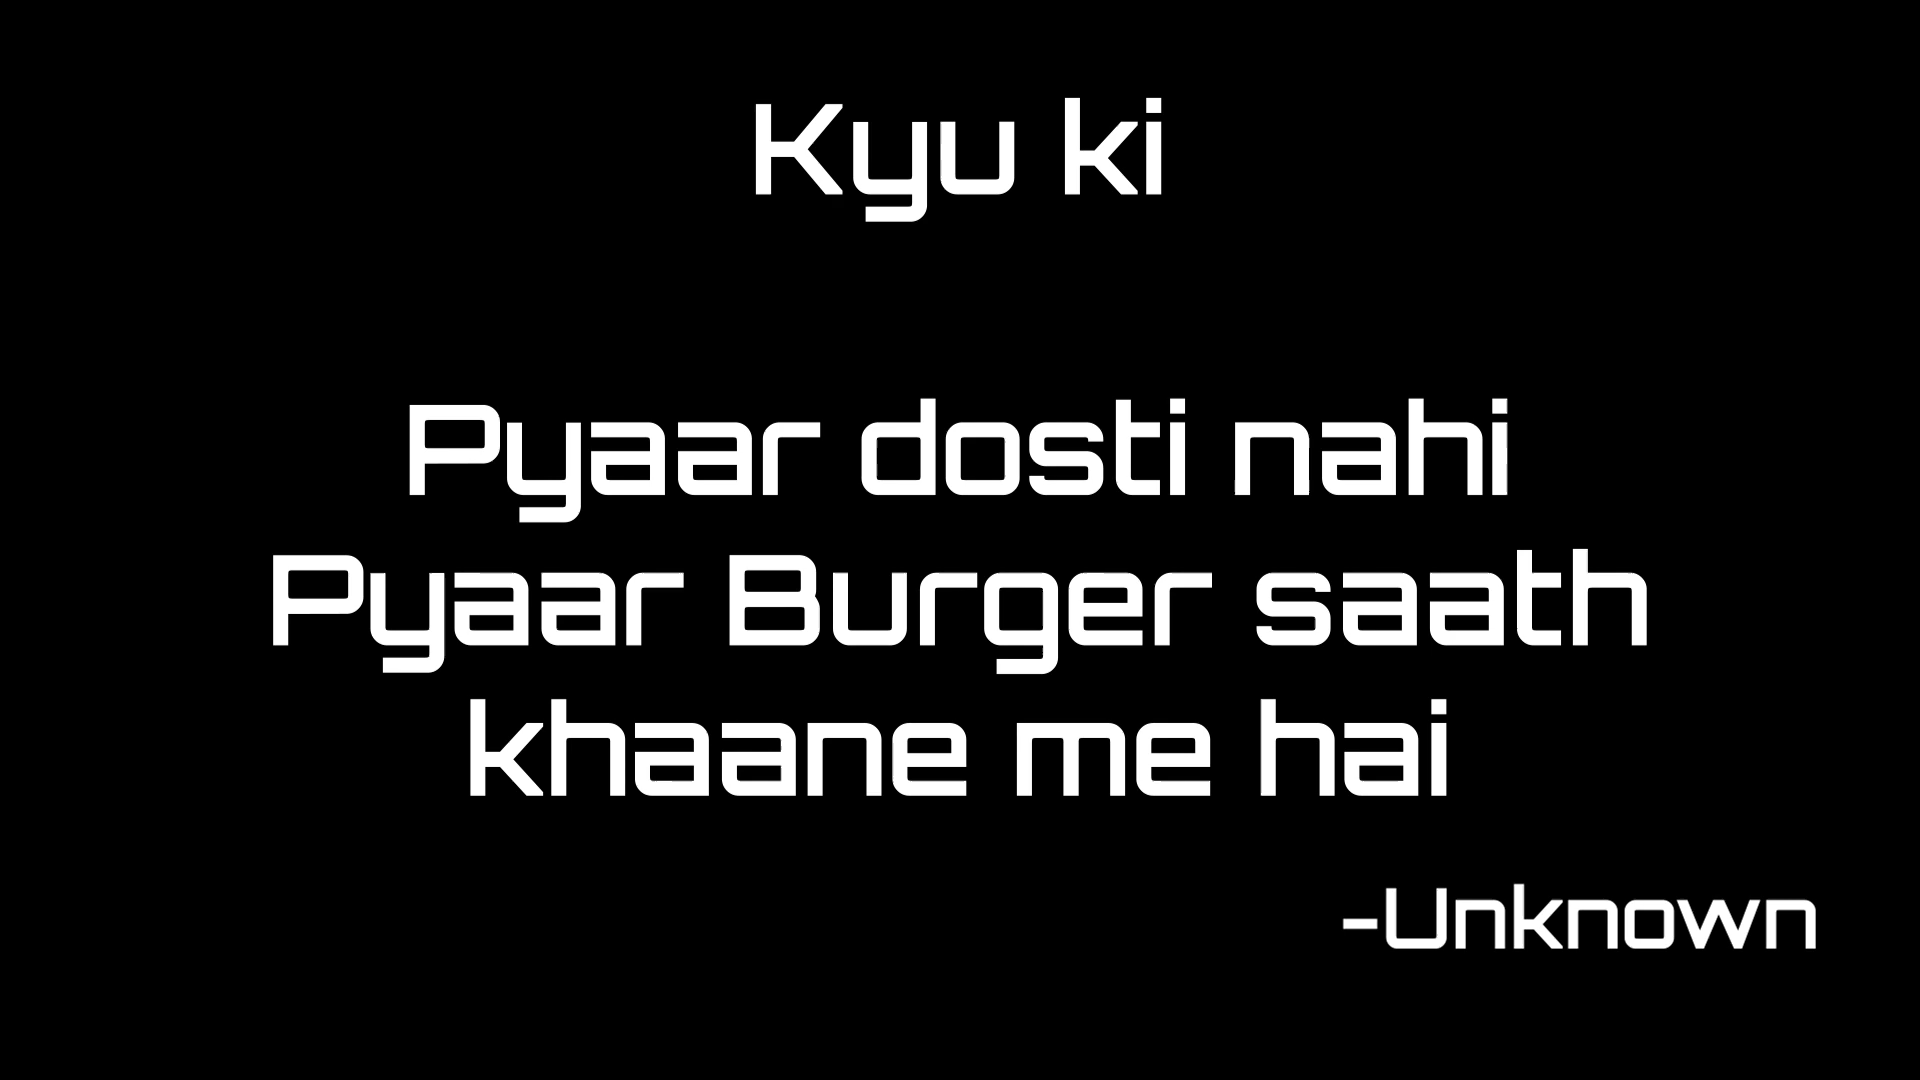 Kyu ki
Pyaar dosti nahi
Pyaar Burger saath
khaane me hai
-Unknown